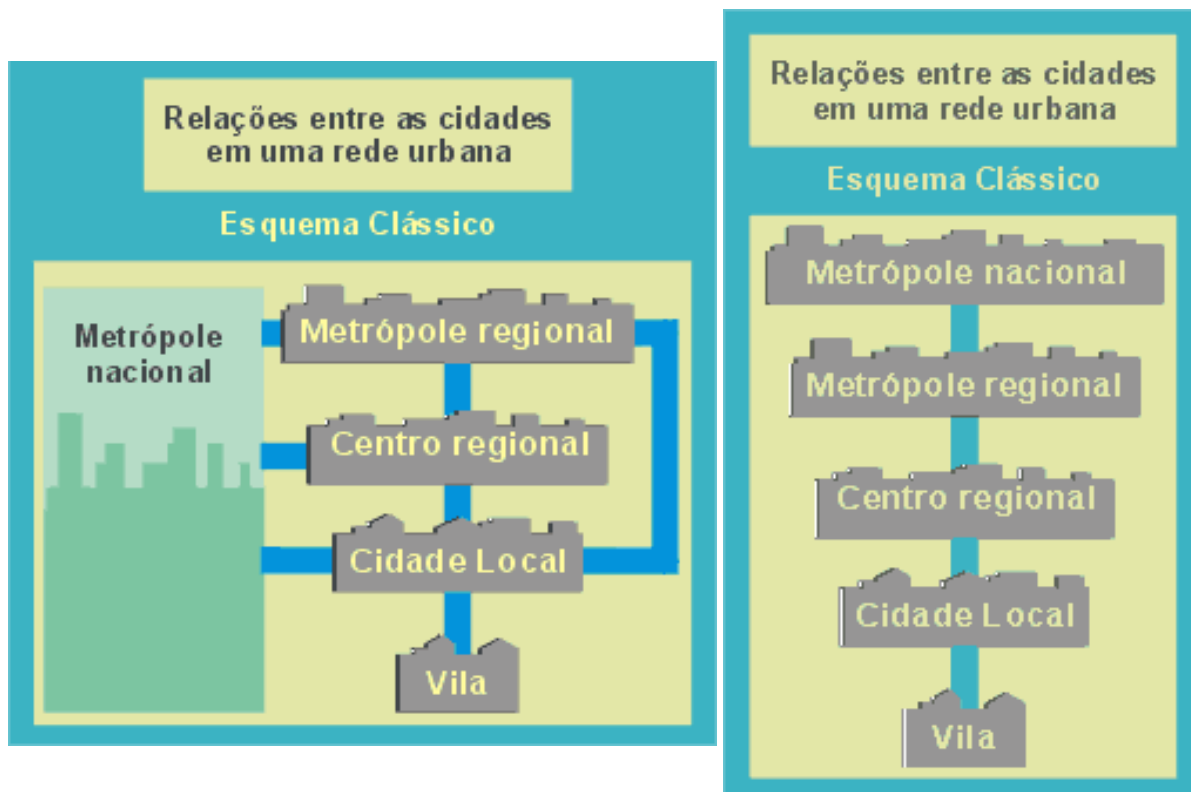 Relações entre as cidades
em uma rede urbana
Esquema Clássico
Metrópole
nacional
Metrópole regional
Centro regional
Cidade Local
Vila
Relações entre as cidades
em uma rede urbana
Esquema Clássico
Metrópole nacional
Metrópole regional
Centro regional
Cidade Local
Vila